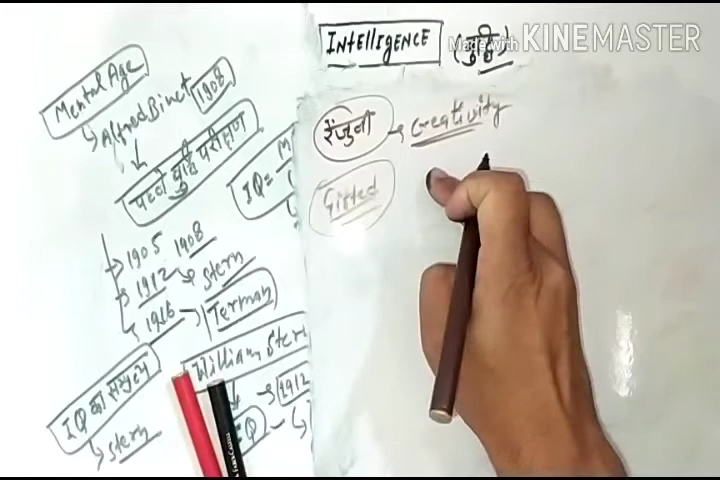 Mental Age
Alfred Binet 1908
पहले बुद्धि परीक्षण
IQ = M
1905 1908
1912 Stern
1916 Terman
William Stern
IQ का सम्प्रत्य
Stern
1912
IQ
INTELLIGENCE (बुद्धि)
Made with KINEMASTER
रेंजुली creativity
Gifted